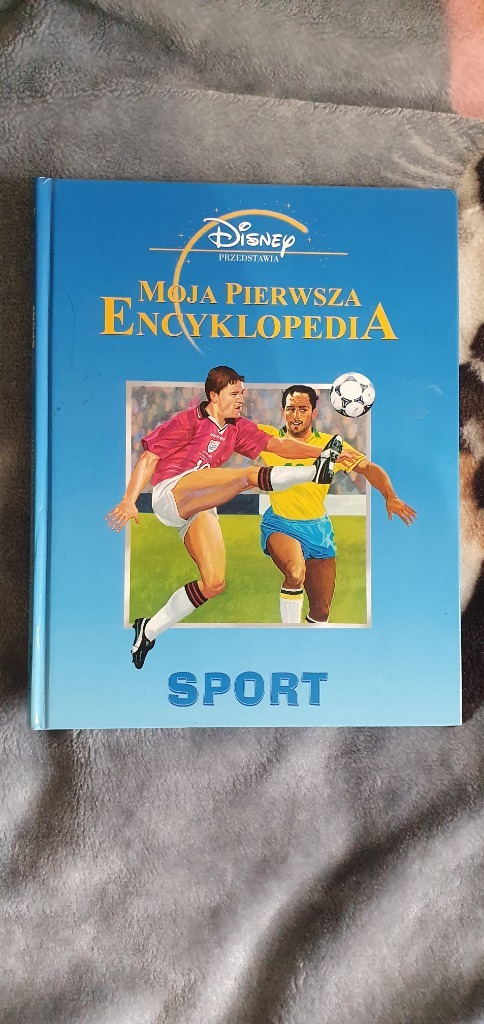 Disney
PRZEDSTAWIA
MOJA PIERWSZA
ENCYKLOPEDIA
SPORT